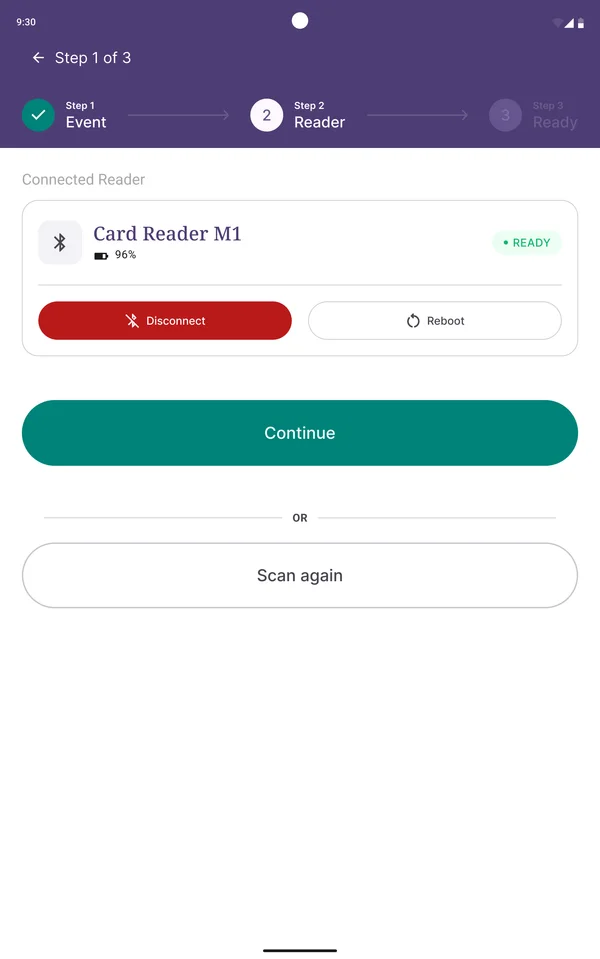 9:30
Step 1 of 3
Step 1
Event
2
Step 2
Reader
3
Step 3
Ready
Connected Reader
Card Reader M1
96%
• READY
Disconnect
Reboot
Continue
OR
Scan again